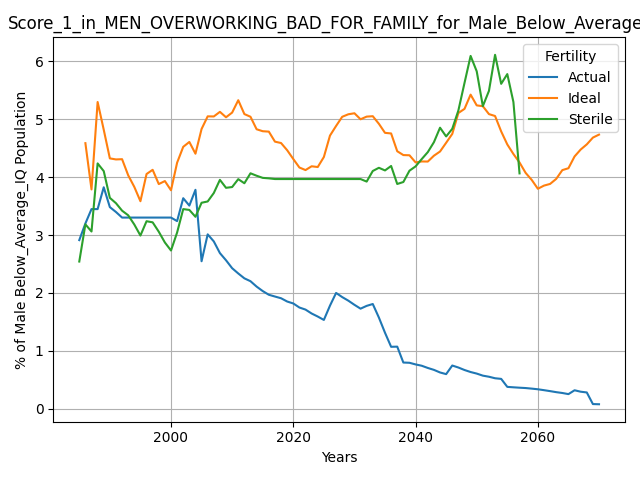 Score_1_in_MEN_OVERWORKING_BAD_FOR_FAMILY_for_Male_Below_Average
% of Male Below_Average_IQ Population
6
5
4
3
2
1
0
Fertility
Actual
Ideal
Sterile
2000 2020 2040 2060
Years